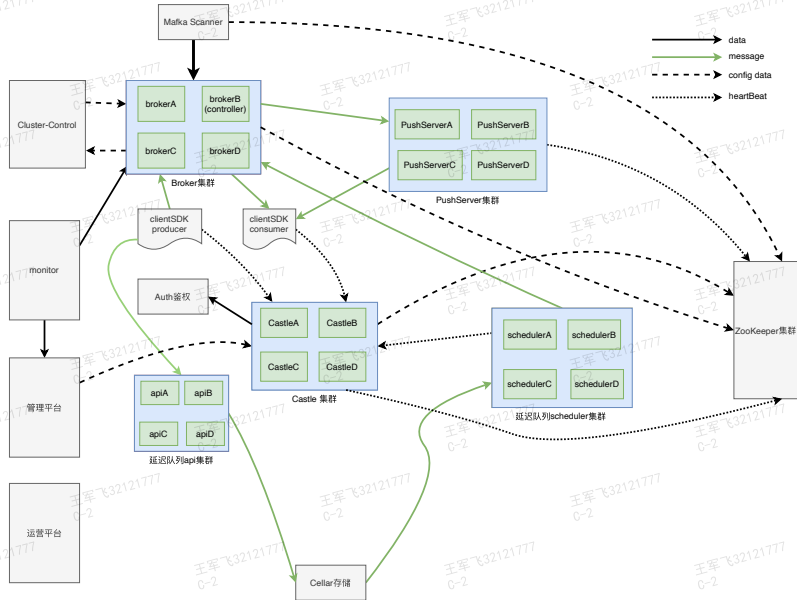 Mafka Scanner
data
message
config data
heartBeat
Cluster-Control
brokerA
brokerB
(controller)
brokerC
brokerD
Broker集群
PushServerA
PushServerB
PushServerC
PushServerD
PushServer集群
clientSDK
producer
clientSDK
consumer
monitor
Auth鉴权
CastleA
CastleB
CastleC
CastleD
Castle 集群
schedulerA
schedulerB
schedulerC
schedulerD
延迟队列scheduler集群
ZooKeeper集群
管理平台
apiA
apiB
apiC
apiD
延迟队列api集群
运营平台
Cellar存储
王军飞32121777
C-2